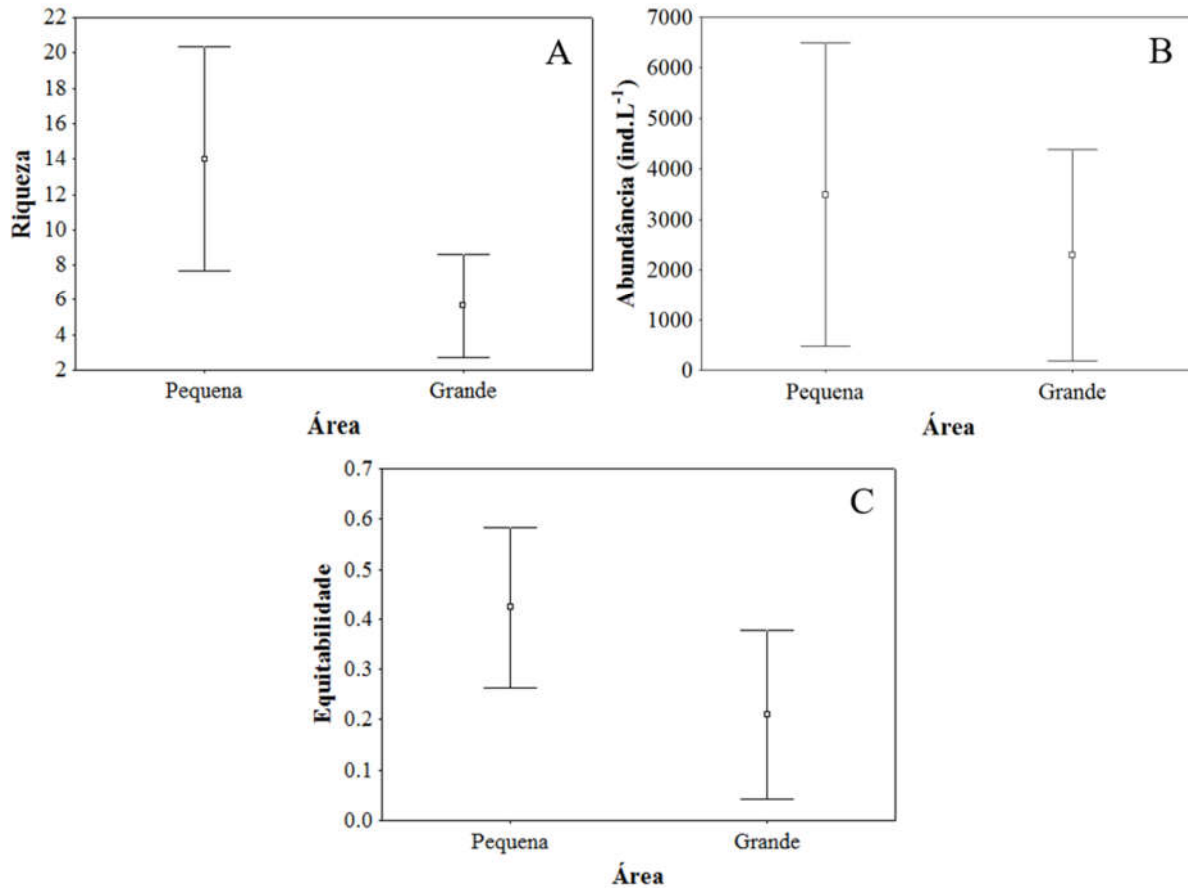 A
Riqueza
22
20
18
16
14
12
10
8
6
4
2
Pequena Grande
Área
B
Abundância (ind.L⁻¹)
7000
6000
5000
4000
3000
2000
1000
0
Pequena Grande
Área
C
Equitabilidade
0.7
0.6
0.5
0.4
0.3
0.2
0.1
0.0
Pequena Grande
Área